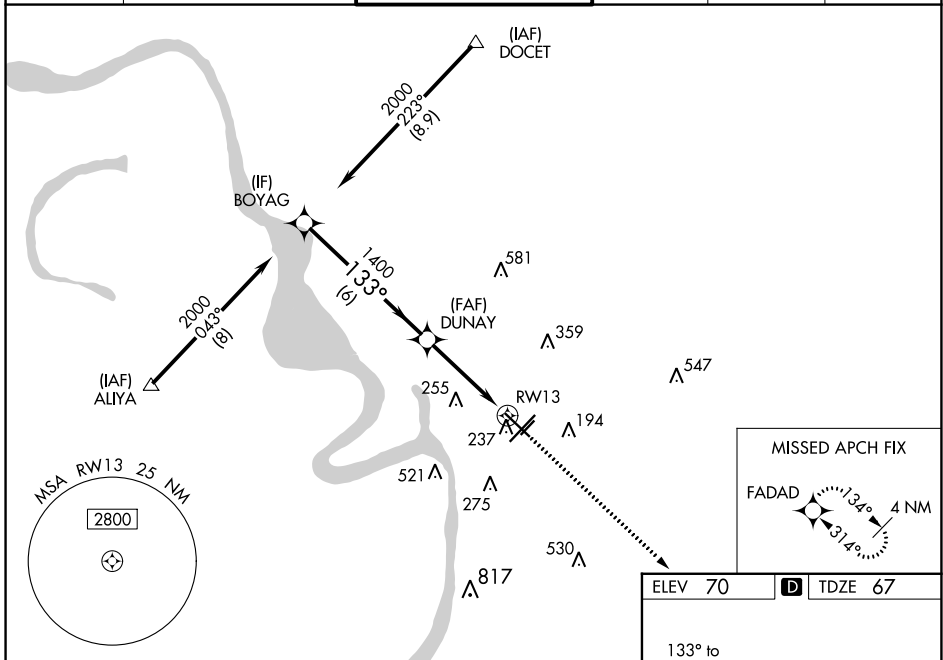 (IAF)
DOCET
2000
223°
(8.9)
(IF)
BOYAG
1400
133°
(6)
581
(FAF)
DUNAY
2000
043°
(8)
359
547
(IAF)
ALIYA
255
RW13
237
194
MISSED APCH FIX
521
275
FADAD
134°
4 NM
314°
MSA RW13 25 NM
2800
530
817
ELEV 70
D
TDZE 67
133° to